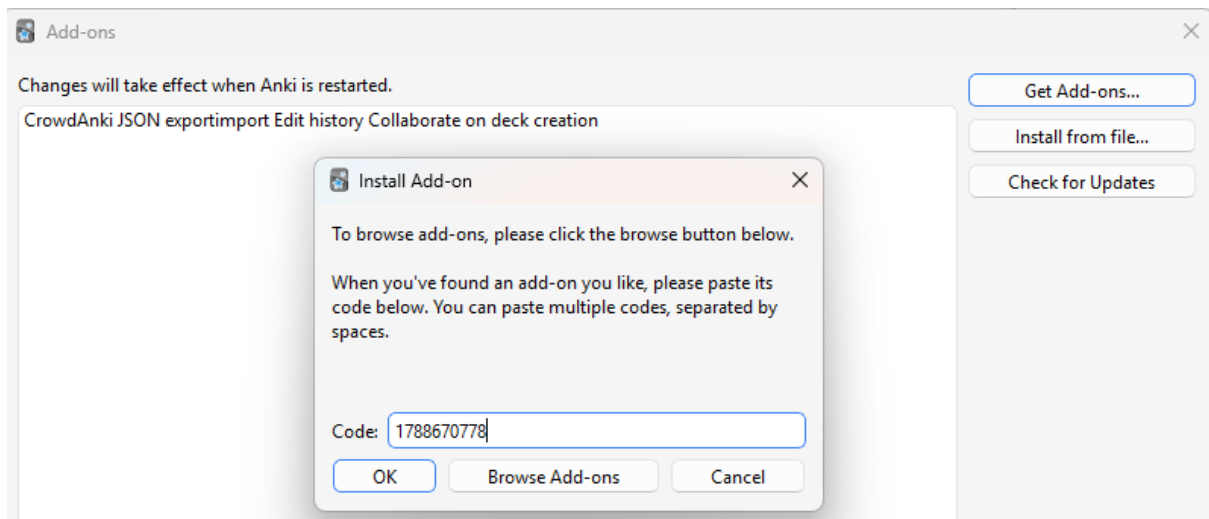 Add-ons
Changes will take effect when Anki is restarted.
Get Add-ons...
CrowdAnki JSON exportimport Edit history Collaborate on deck creation
Install from file...
Check for Updates
Install Add-on
To browse add-ons, please click the browse button below.
When you've found an add-on you like, please paste its
code below. You can paste multiple codes, separated by
spaces.
Code: 1788670778
OK Browse Add-ons Cancel